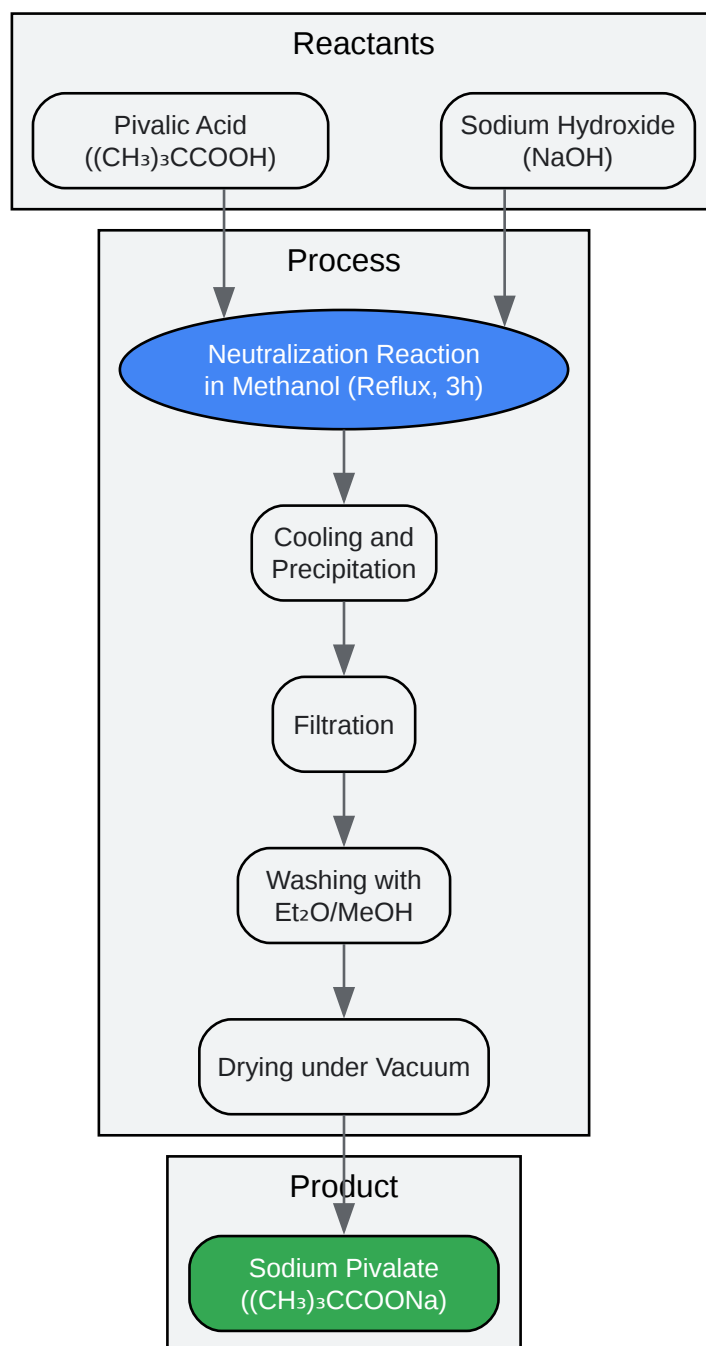 Reactants
Pivalic Acid
((CH₃)₃CCOOH)
Sodium Hydroxide
(NaOH)
Process
Neutralization Reaction
in Methanol (Reflux, 3h)
Cooling and
Precipitation
Filtration
Washing with
Et₂O/MeOH
Drying under Vacuum
Product
Sodium Pivalate
((CH₃)₃CCOONa)